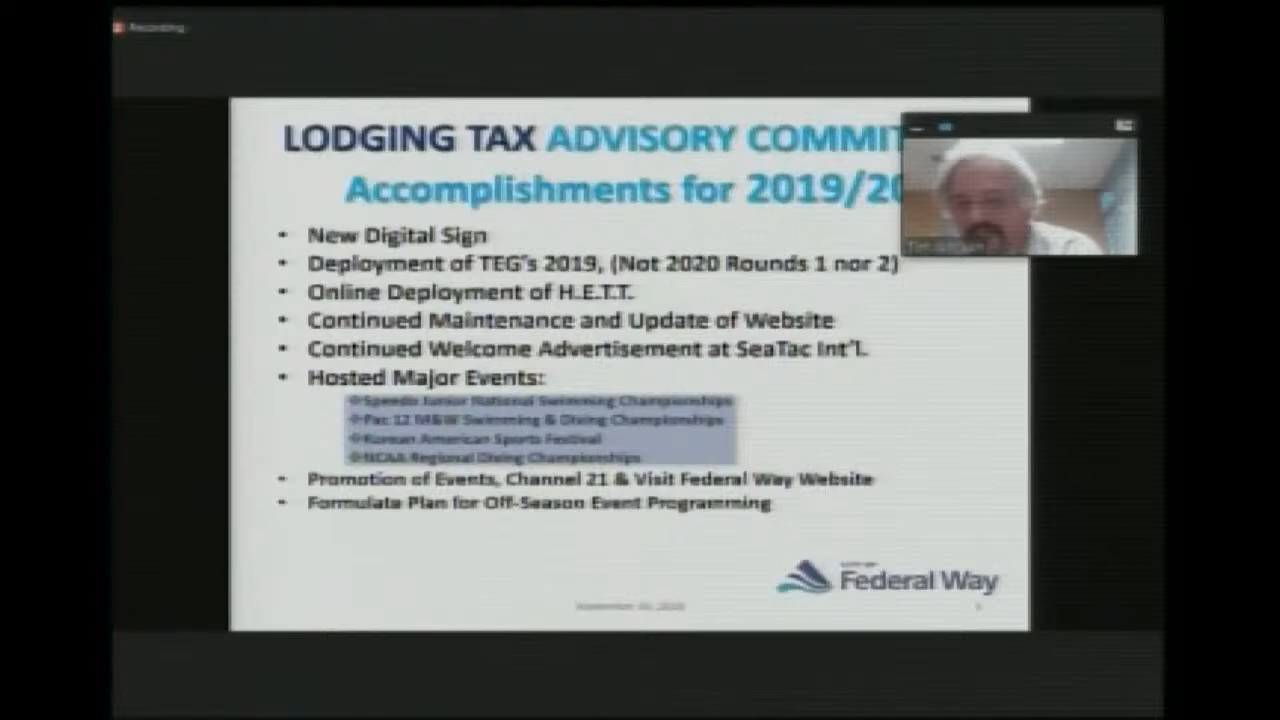 Recording
LODGING TAX ADVISORY COMMIT
Accomplishments for 2019/20
• New Digital Sign
• Deployment of TEG's 2019, (Not 2020 Rounds 1 nor 2)
• Online Deployment of H.E.T.T.
• Continued Maintenance and Update of Website
• Continued Welcome Advertisement at SeaTac Int'l.
• Hosted Major Events:
❖Speedo Junior National Swimming Championships
❖Pac 12 M&W Swimming & Diving Championships
❖Korean American Sports Festival
❖NCAA Regional Diving Championships
• Promotion of Events, Channel 21 & Visit Federal Way Website
• Formulate Plan for Off-Season Event Programming
Federal Way